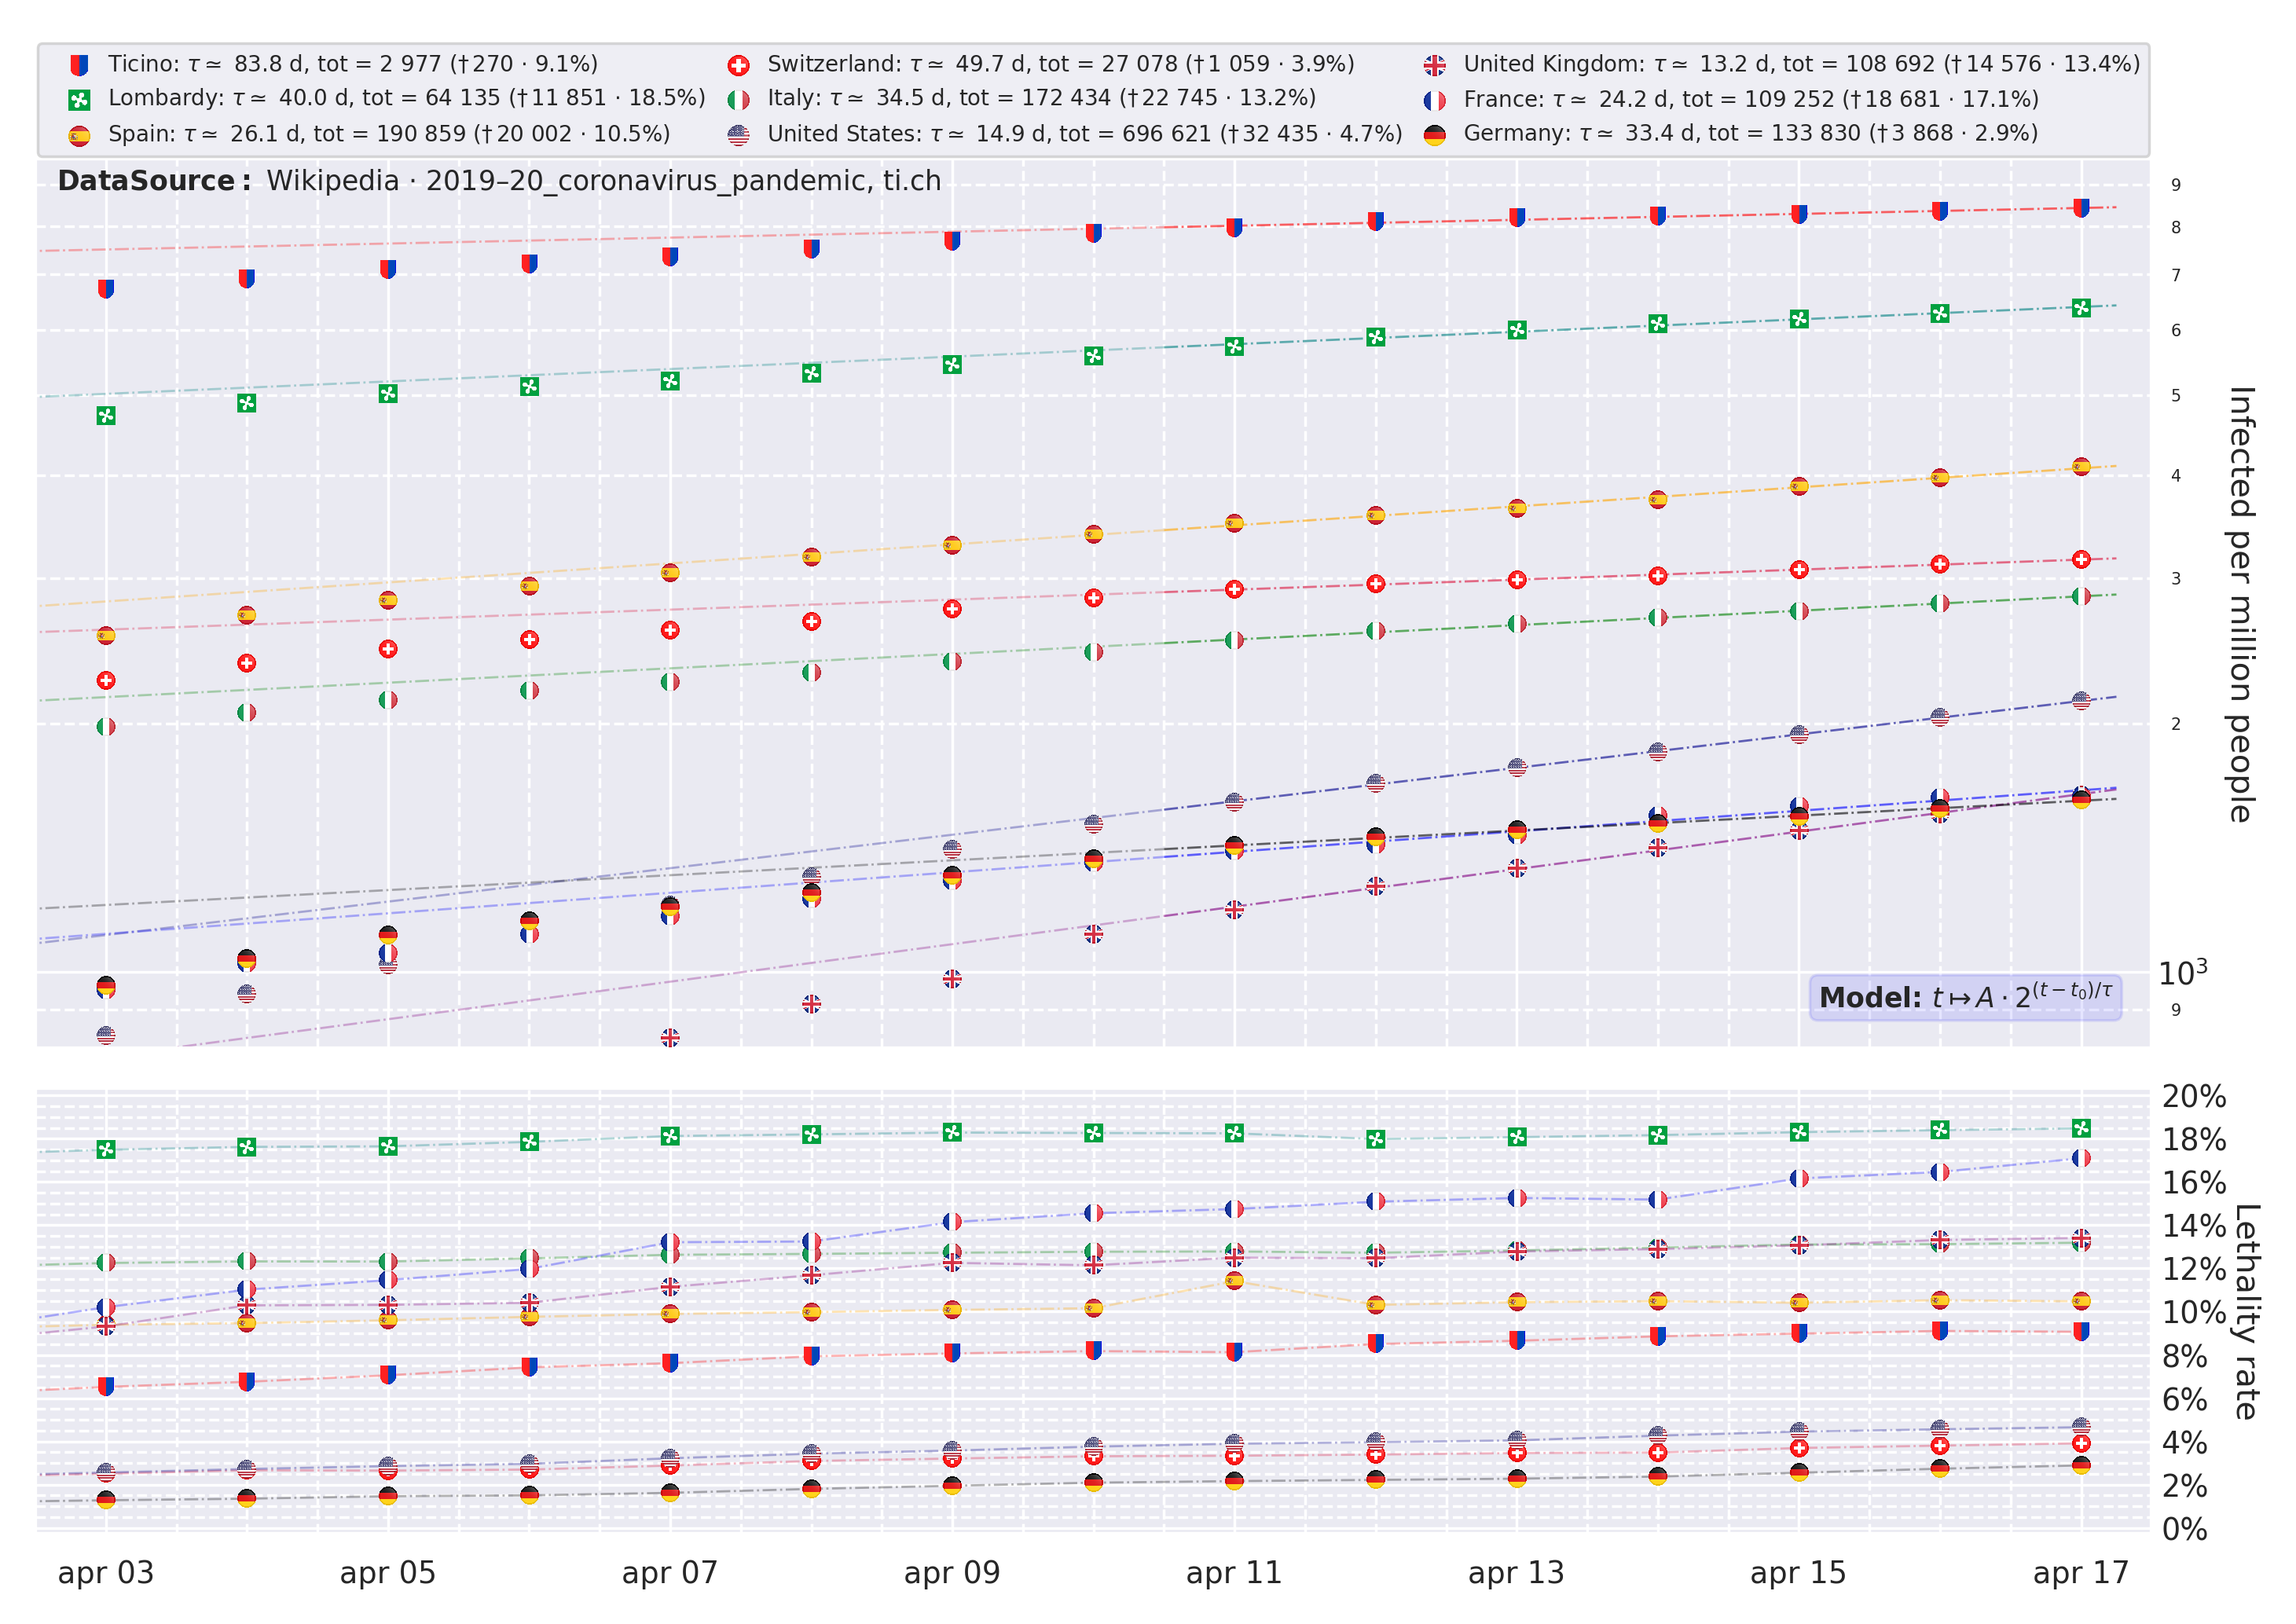 Ticino: τ ≃ 83.8 d, tot = 2 977 (†270 · 9.1%)
Lombardy: τ ≃ 40.0 d, tot = 64 135 (†11 851 · 18.5%)
Spain: τ ≃ 26.1 d, tot = 190 859 (†20 002 · 10.5%)
Switzerland: τ ≃ 49.7 d, tot = 27 078 (†1 059 · 3.9%)
Italy: τ ≃ 34.5 d, tot = 172 434 (†22 745 · 13.2%)
United States: τ ≃ 14.9 d, tot = 696 621 (†32 435 · 4.7%)
United Kingdom: τ ≃ 13.2 d, tot = 108 692 (†14 576 · 13.4%)
France: τ ≃ 24.2 d, tot = 109 252 (†18 681 · 17.1%)
Germany: τ ≃ 33.4 d, tot = 133 830 (†3 868 · 2.9%)
DataSource: Wikipedia · 2019–20_coronavirus_pandemic, ti.ch
9
8
7
6
5
4
3
2
10³
9
Infected per million people
Model: t ↦ A · 2^{(t − t₀)/τ}
20%
18%
16%
14%
12%
10%
8%
6%
4%
2%
0%
Lethality rate
apr 03
apr 05
apr 07
apr 09
apr 11
apr 13
apr 15
apr 17